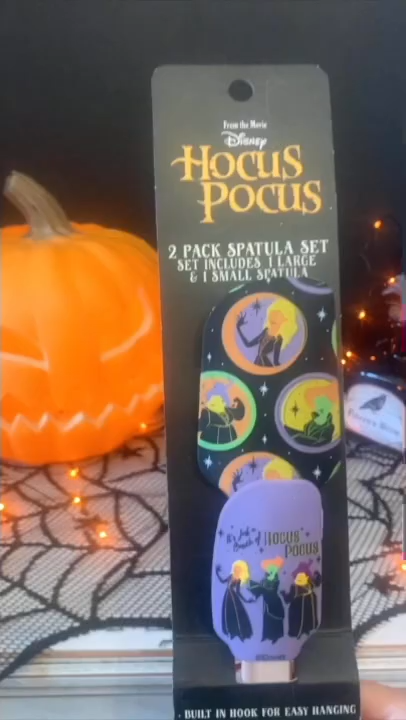 From the Movie
Disney
HOCUS
POCUS
2 PACK SPATULA SET
SET INCLUDES 1 LARGE
& 1 SMALL SPATULA
It's Just a
Bunch of HOCUS
POCUS
• BUILT IN HOOK FOR EASY HANGING